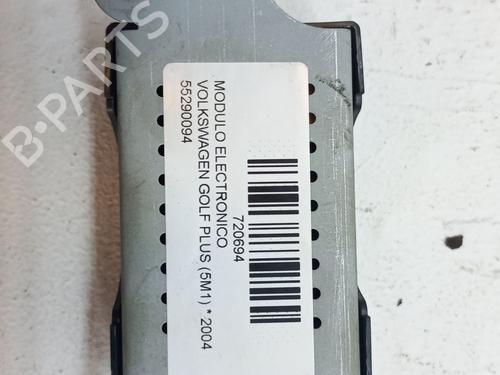 B-PARTS
720694
MODULO ELECTRONICO
VOLKSWAGEN GOLF PLUS (5M1) * 2004
55290094